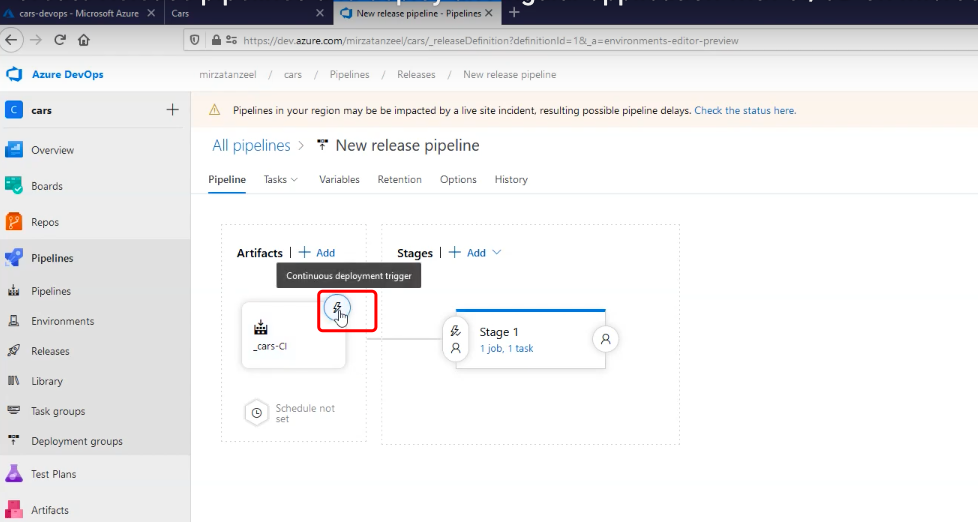 cars-devops - Microsoft Azure
Cars
New release pipeline - Pipelines
https://dev.azure.com/mirzatanzeel/cars/_releaseDefinition?definitionId=1&_a=environments-editor-preview
Azure DevOps
mirzatanzeel / cars / Pipelines / Releases / New release pipeline
C cars
Pipelines in your region may be be impacted by a live site incident, resulting possible pipeline delays. Check the status here.
All pipelines > New release pipeline
Overview
Pipeline Tasks Variables Retention Options History
Boards
Repos
Pipelines
Artifacts | + Add
Stages | + Add
Continuous deployment trigger
Pipelines
Environments
_cars-CI
Stage 1
1 job, 1 task
Releases
Library
Task groups
Schedule not
set
Deployment groups
Test Plans
Artifacts